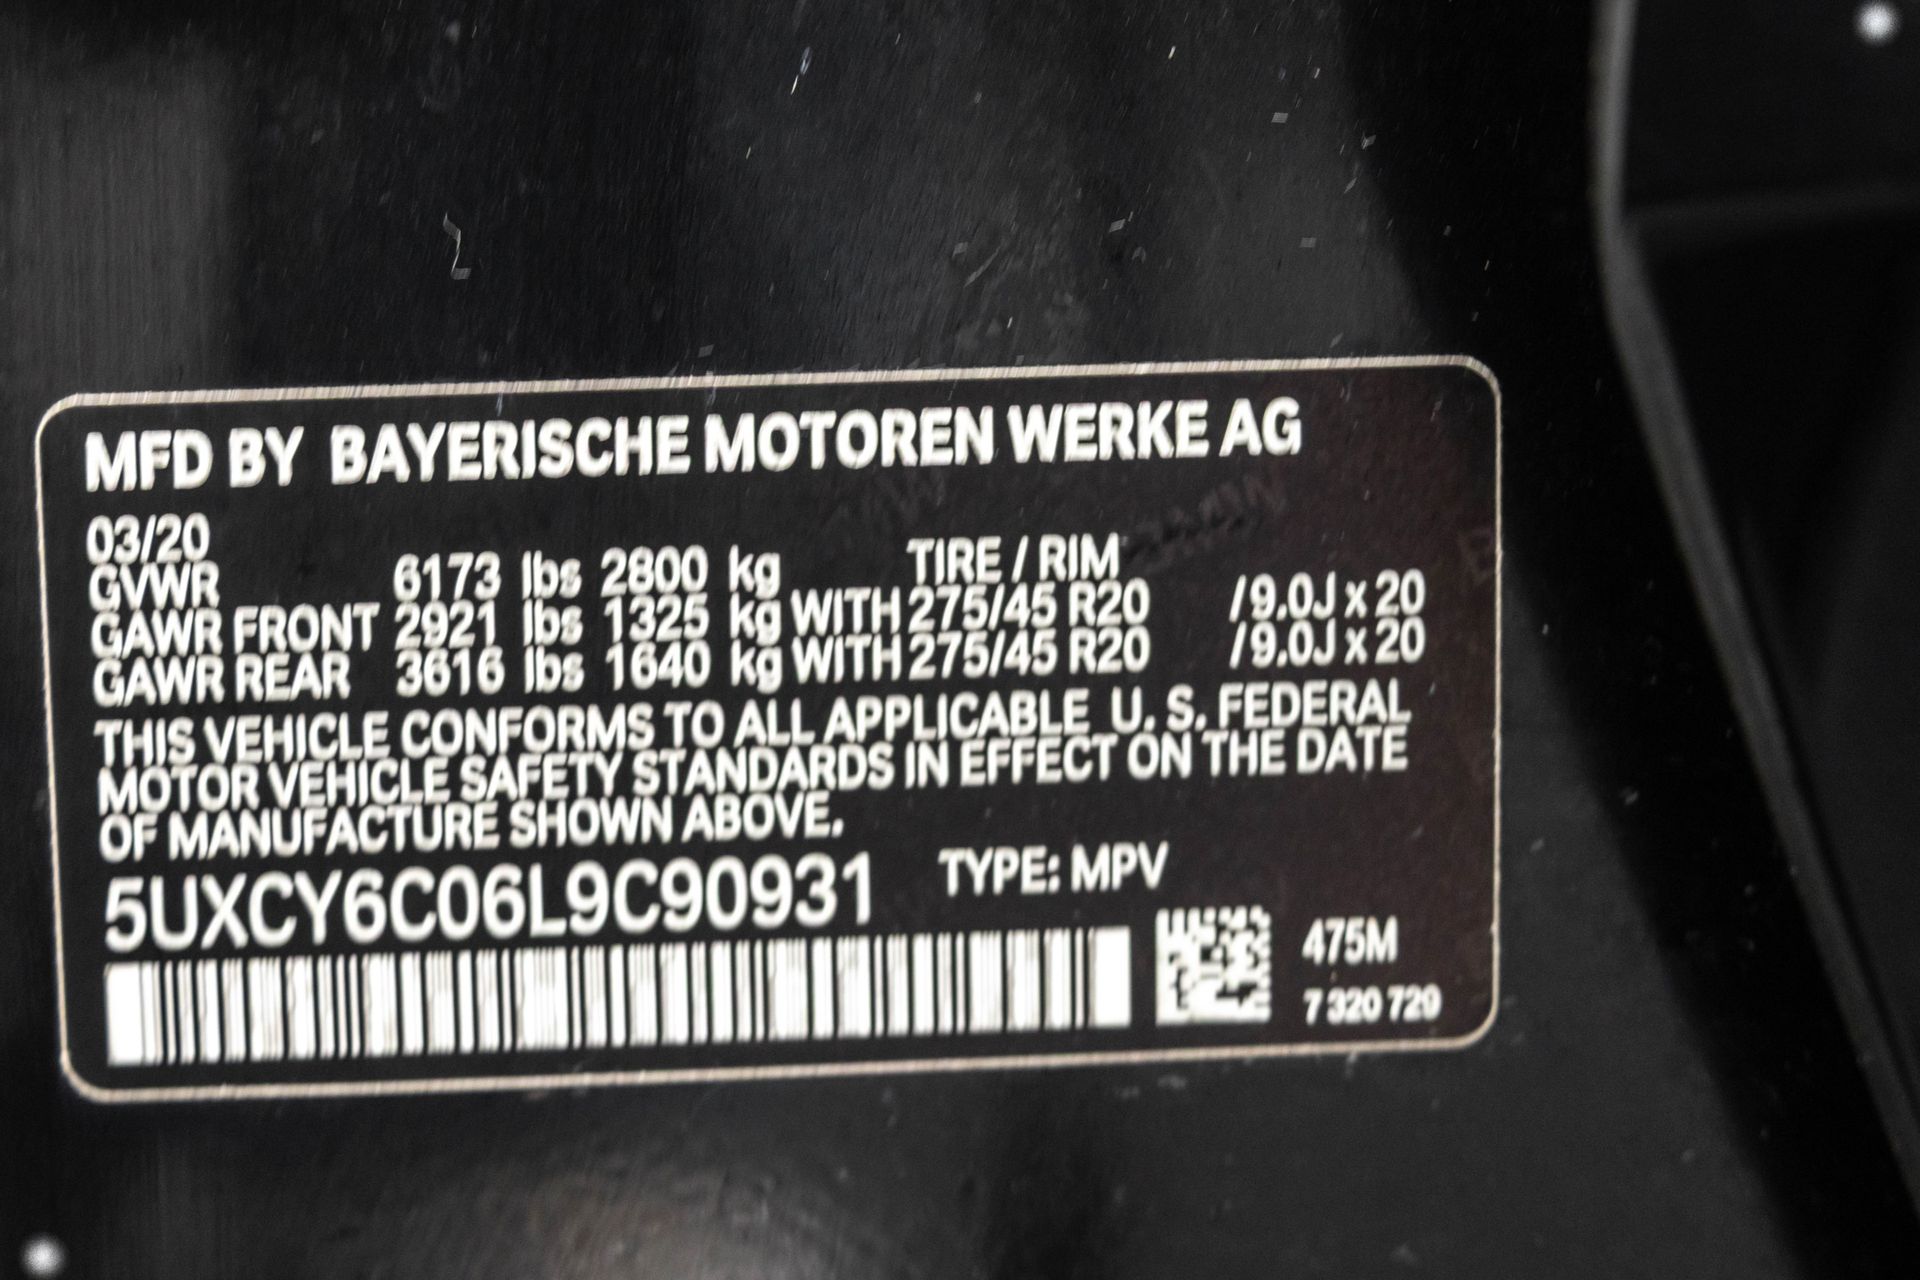 MFD BY BAYERISCHE MOTOREN WERKE AG
03/20
GVWR 6173 lbs 2800 kg TIRE / RIM
GAWR FRONT 2921 lbs 1325 kg WITH 275/45 R20 /9.0J x 20
GAWR REAR 3616 lbs 1640 kg WITH 275/45 R20 /9.0J x 20
THIS VEHICLE CONFORMS TO ALL APPLICABLE U. S. FEDERAL
MOTOR VEHICLE SAFETY STANDARDS IN EFFECT ON THE DATE
OF MANUFACTURE SHOWN ABOVE.
5UXCY6C06L9C90931 TYPE: MPV
475M
7 320 729